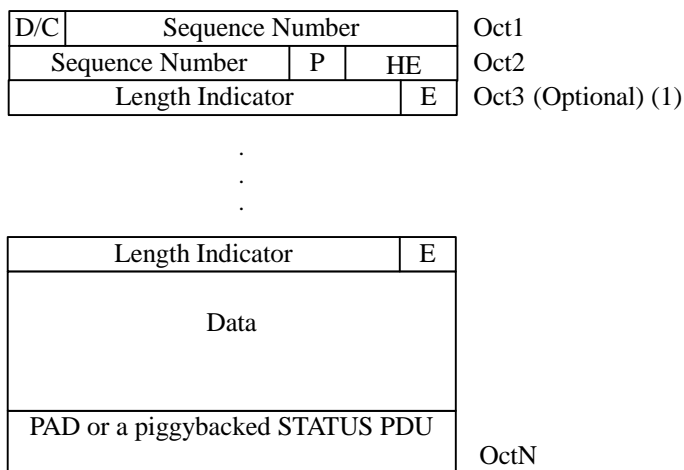 D/C Sequence Number Oct1
Sequence Number P HE Oct2
Length Indicator E Oct3 (Optional) (1)
.
.
.
Length Indicator E
Data
PAD or a piggybacked STATUS PDU
OctN